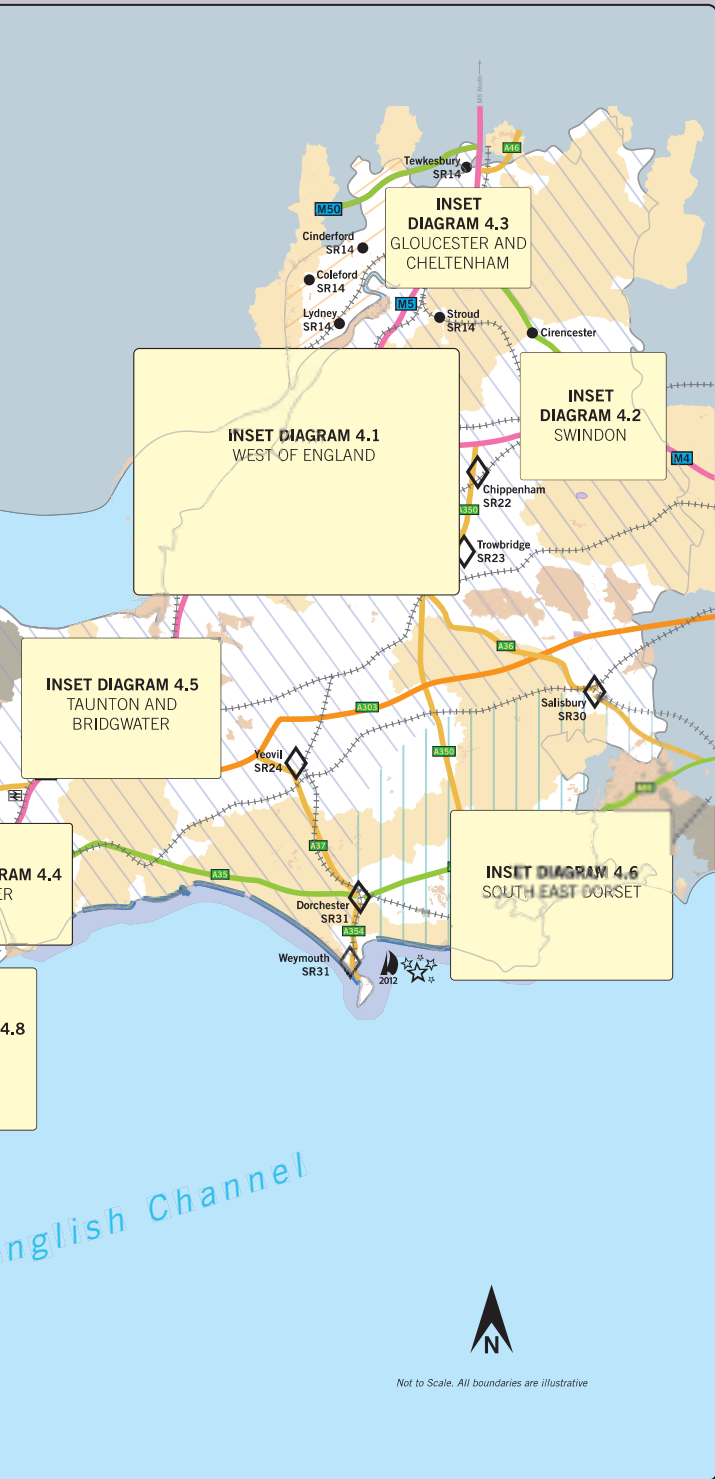 M5 North
A46
Tewkesbury
SR14
M50
INSET
DIAGRAM 4.3
GLOUCESTER AND
CHELTENHAM
Cinderford
SR14
Coleford
SR14
M5
Lydney
SR14
Stroud
SR14
Cirencester
INSET DIAGRAM 4.1
WEST OF ENGLAND
INSET
DIAGRAM 4.2
SWINDON
M4
Chippenham
SR22
A350
Trowbridge
SR23
A36
INSET DIAGRAM 4.5
TAUNTON AND
BRIDGWATER
Salisbury
SR30
A303
Yeovil
SR24
A350
A37
RAM 4.4
ER
A35
INSET DIAGRAM 4.6
SOUTH EAST DORSET
Dorchester
SR31
A354
Weymouth
SR31
2012
4.8
nglish Channel
N
Not to Scale. All boundaries are illustrative